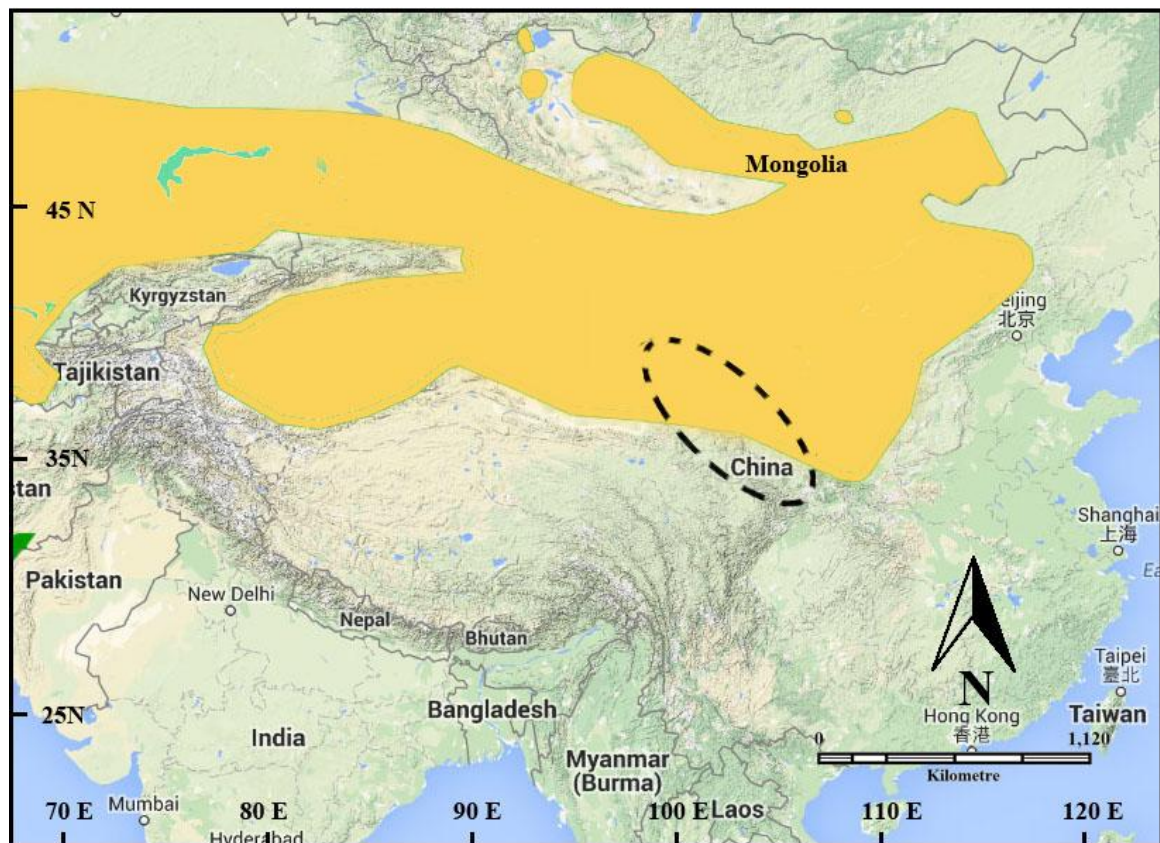 Mongolia
45 N
Kyrgyzstan
eijing
北京
Tajikistan
35N
China
stan
Shanghai
上海
Ea
Pakistan
New Delhi
Nepal
Bhutan
Taipei
臺北
N
25N
Bangladesh
Hong Kong
香港
Taiwan
India
0
1,120
Myanmar
(Burma)
Kilometre
70 E
Mumbai
80 E
90 E
100 E
Laos
110 E
120 E
Hyderabad